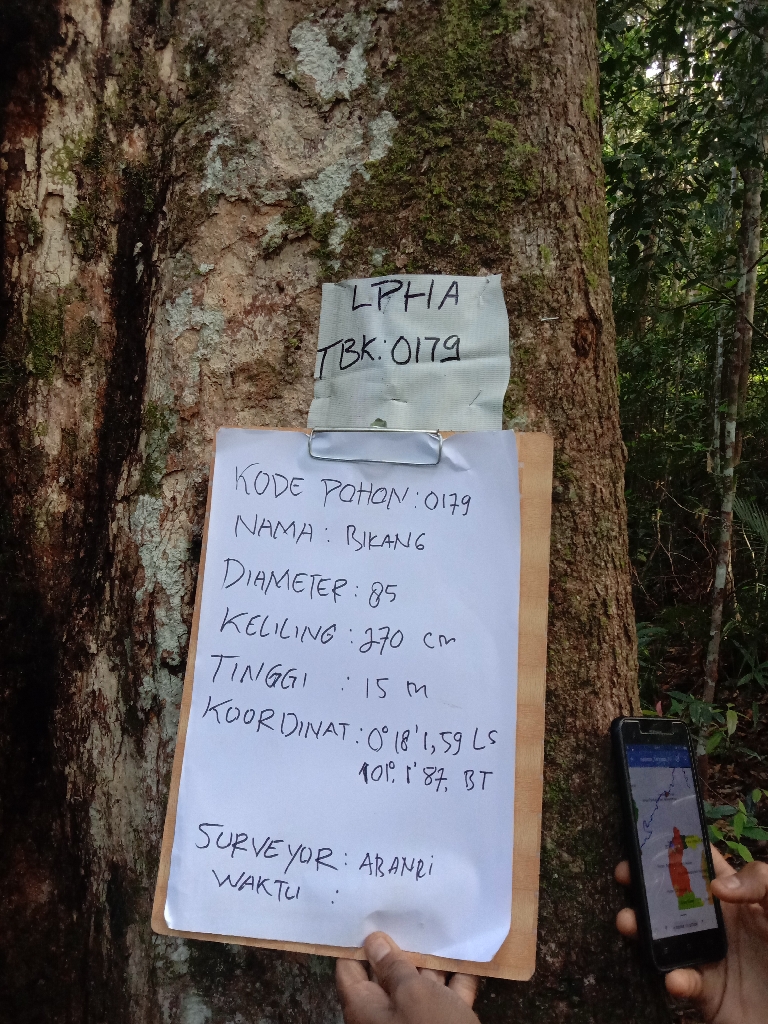 LPHA
TBK:0179
KODE POHON:0179
NAMA : BIKANG
DIAMETER: 85
KELILING : 270 cm
TINGGI : 15 m
KOORDINAT:0° 18' 1,59 LS
101°. 1' 87, BT
SURVEYOR: ABANRI
WAKTU :